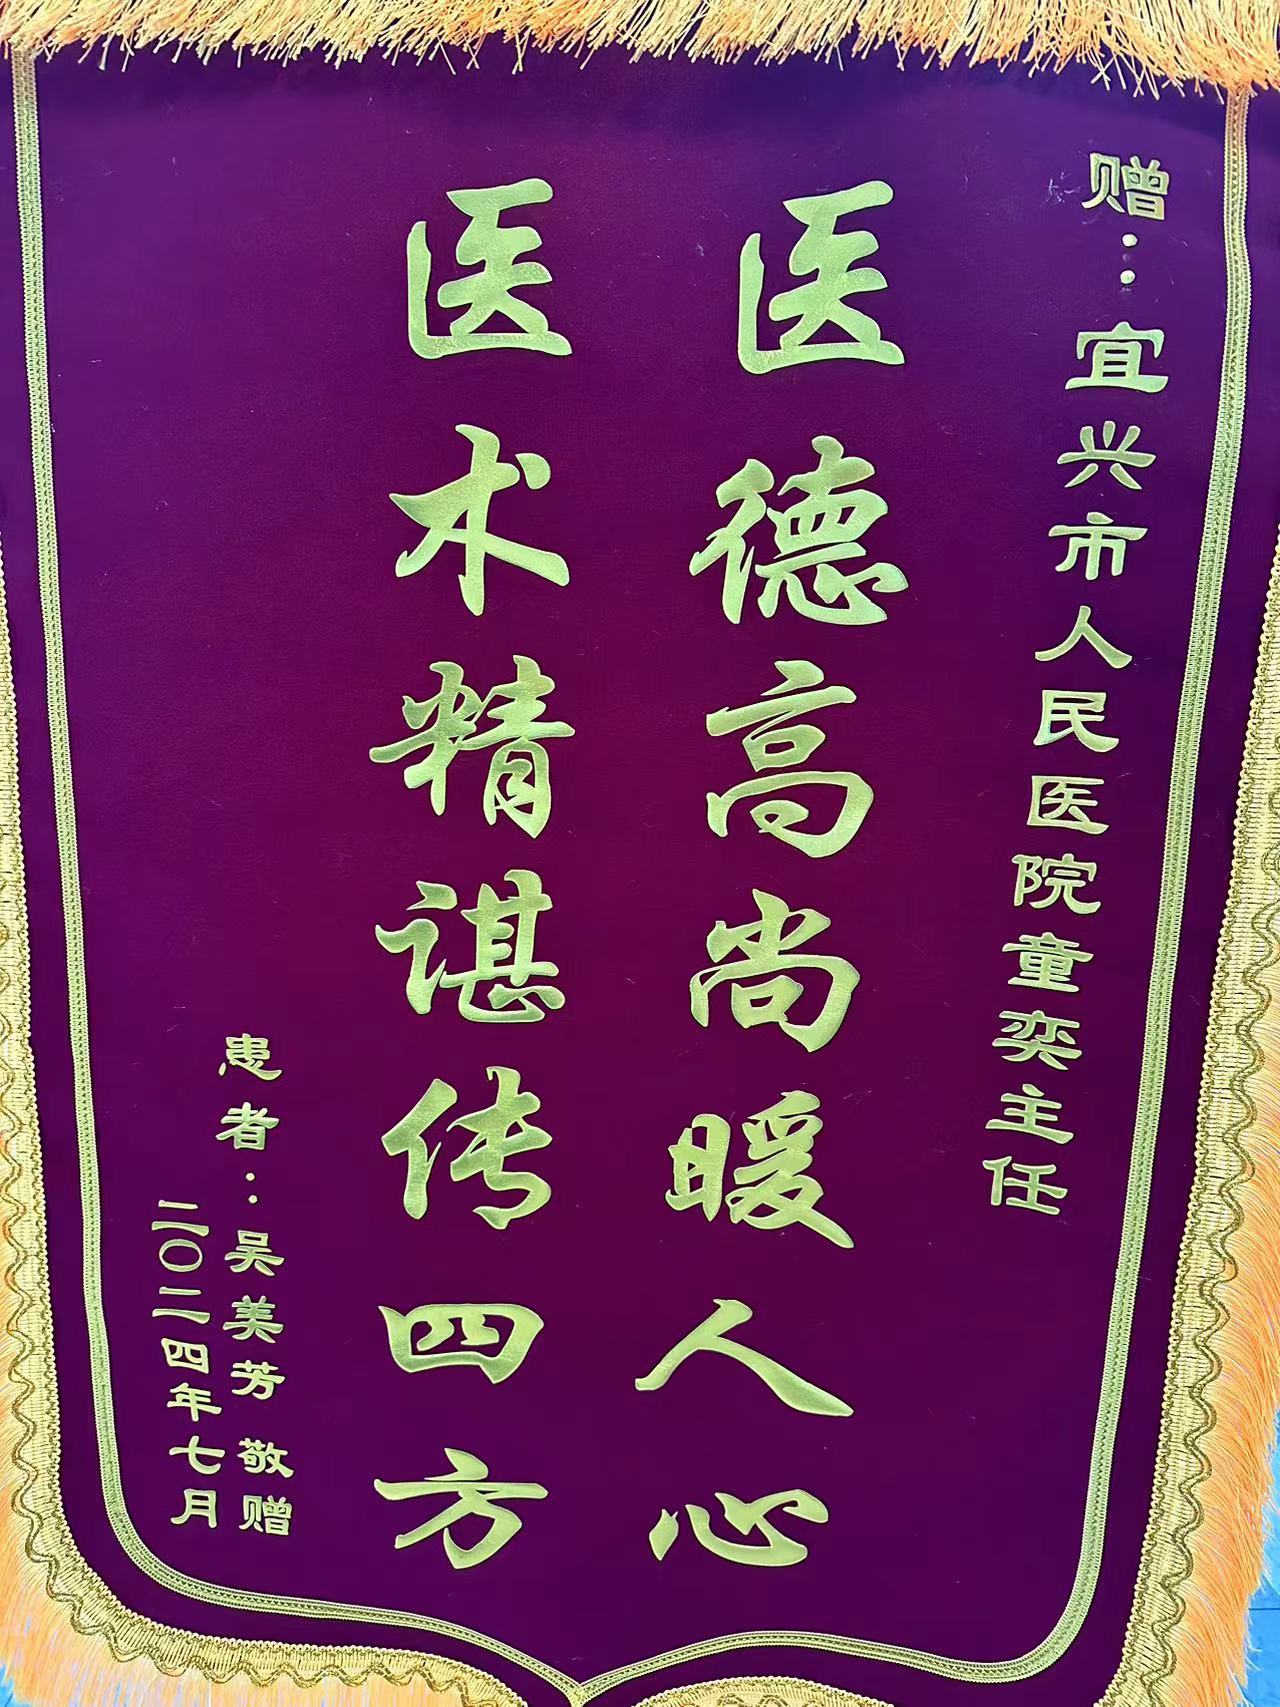 赠：宜兴市人民医院童奕主任
医德高尚暖人心
医术精谌传四方
患者：吴美芳 敬赠
二〇二四年七月